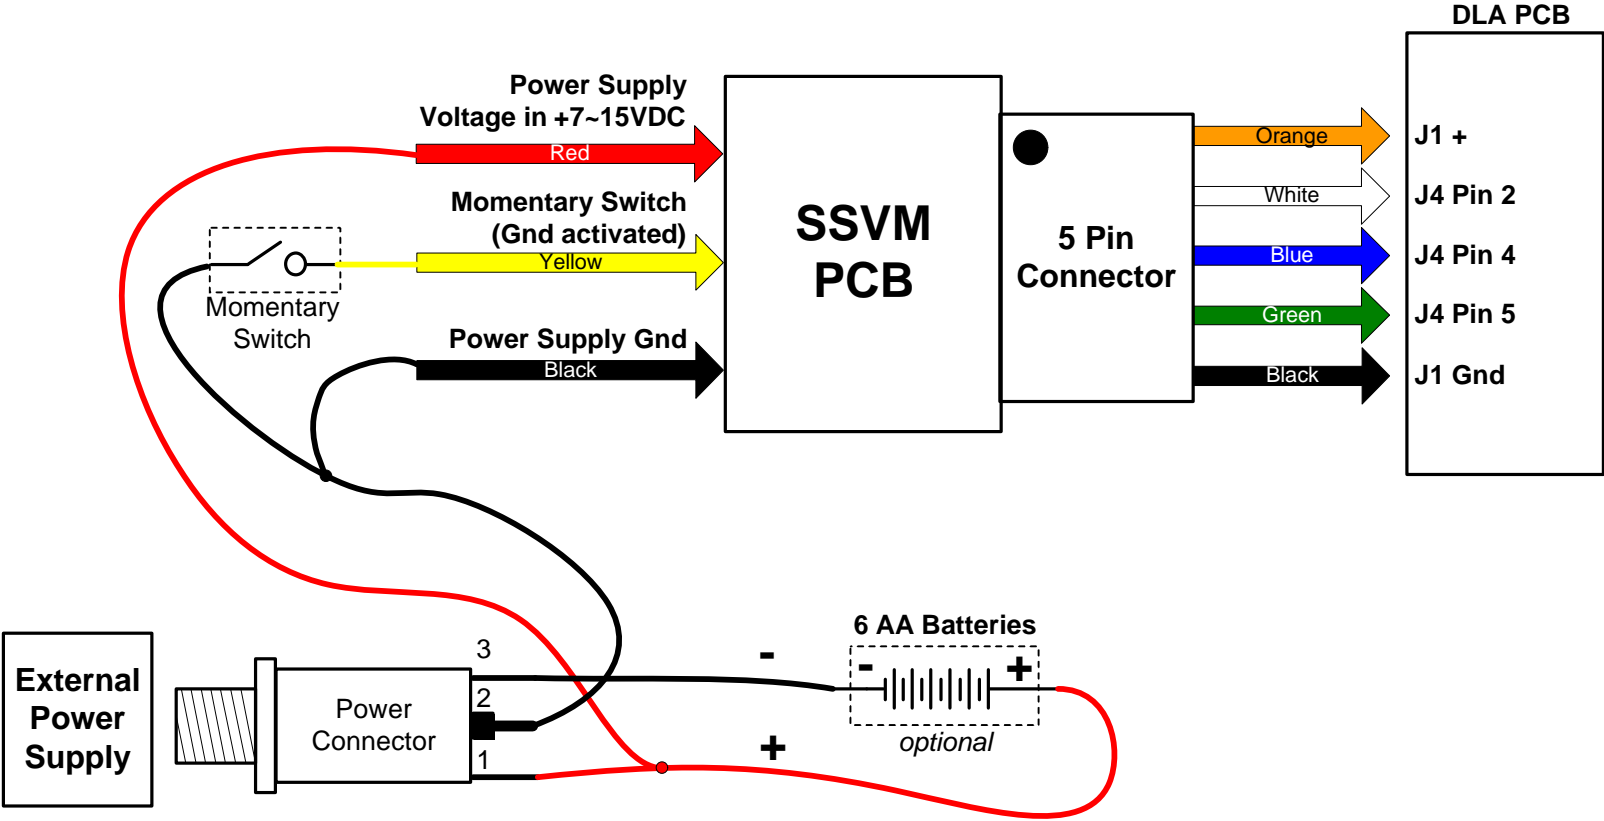 DLA PCB
Power Supply
Voltage in +7~15VDC
Red
Momentary Switch
(Gnd activated)
Yellow
Momentary
Switch
Power Supply Gnd
Black
SSVM
PCB
5 Pin
Connector
Orange
J1 +
White
J4 Pin 2
Blue
J4 Pin 4
Green
J4 Pin 5
Black
J1 Gnd
External
Power
Supply
Power
Connector
3
2
1
-
+
6 AA Batteries
- +
optional